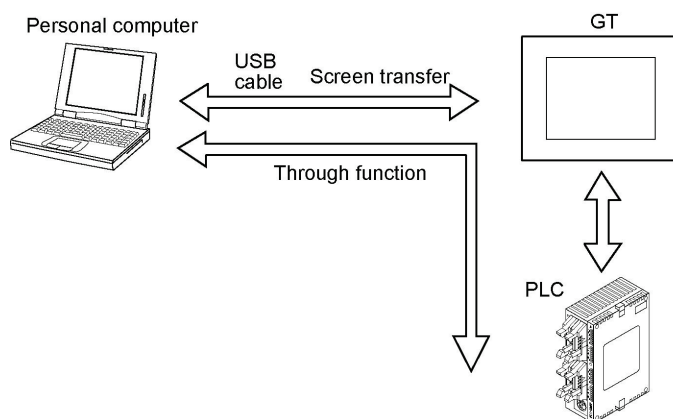 Personal computer
GT
USB
cable
Screen transfer
Through function
PLC